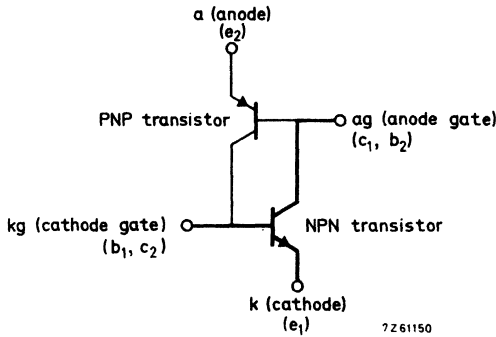 a (anode)
(e2)
PNP transistor
ag (anode gate)
(c1, b2)
kg (cathode gate)
(b1, c2)
NPN transistor
k (cathode)
(e1)
7Z61150